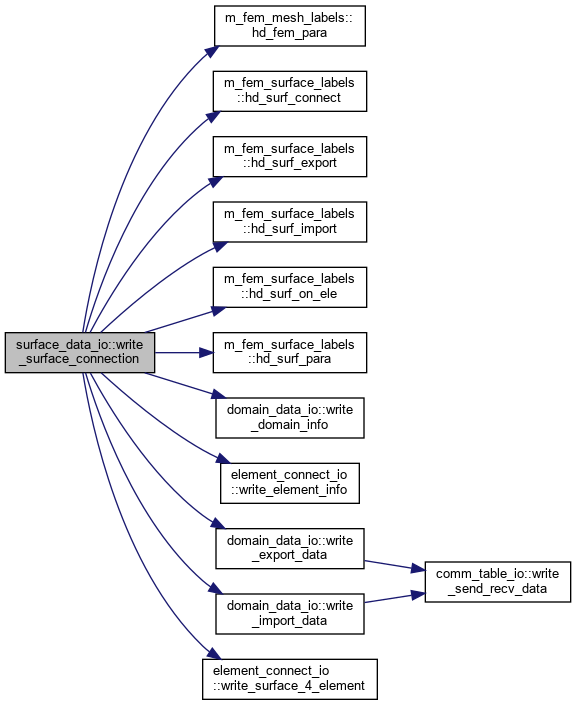 m_fem_mesh_labels::
hd_fem_para
m_fem_surface_labels
::hd_surf_connect
m_fem_surface_labels
::hd_surf_export
m_fem_surface_labels
::hd_surf_import
m_fem_surface_labels
::hd_surf_on_ele
surface_data_io::write
_surface_connection
m_fem_surface_labels
::hd_surf_para
domain_data_io::write
_domain_info
element_connect_io
::write_element_info
domain_data_io::write
_export_data
comm_table_io::write
_send_recv_data
domain_data_io::write
_import_data
element_connect_io
::write_surface_4_element